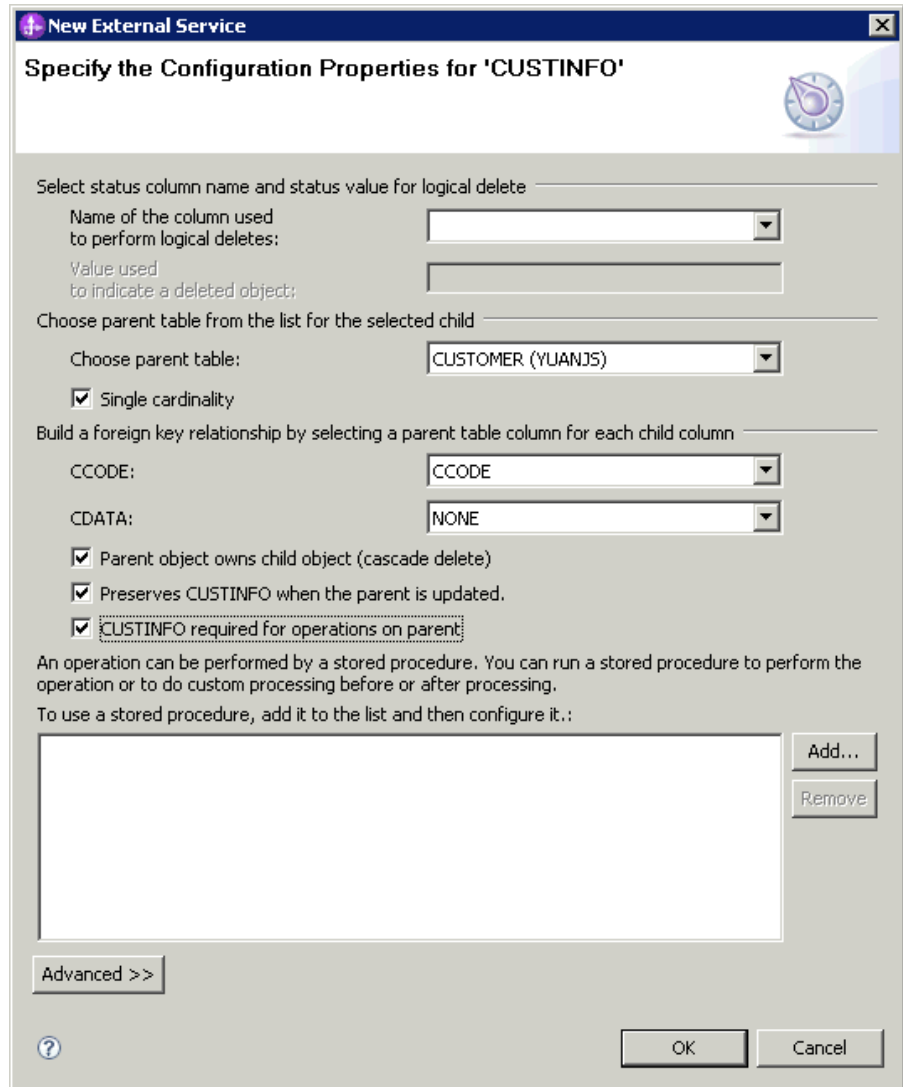 New External Service
Specify the Configuration Properties for 'CUSTINFO'
Select status column name and status value for logical delete
Name of the column used
to perform logical deletes:
Value used
to indicate a deleted object:
Choose parent table from the list for the selected child
Choose parent table: CUSTOMER (YUANJS)
Single cardinality
Build a foreign key relationship by selecting a parent table column for each child column
CCODE: CCODE
CDATA: NONE
Parent object owns child object (cascade delete)
Preserves CUSTINFO when the parent is updated.
CUSTINFO required for operations on parent
An operation can be performed by a stored procedure. You can run a stored procedure to perform the
operation or to do custom processing before or after processing.
To use a stored procedure, add it to the list and then configure it.:
Add...
Remove
Advanced >>
? OK Cancel